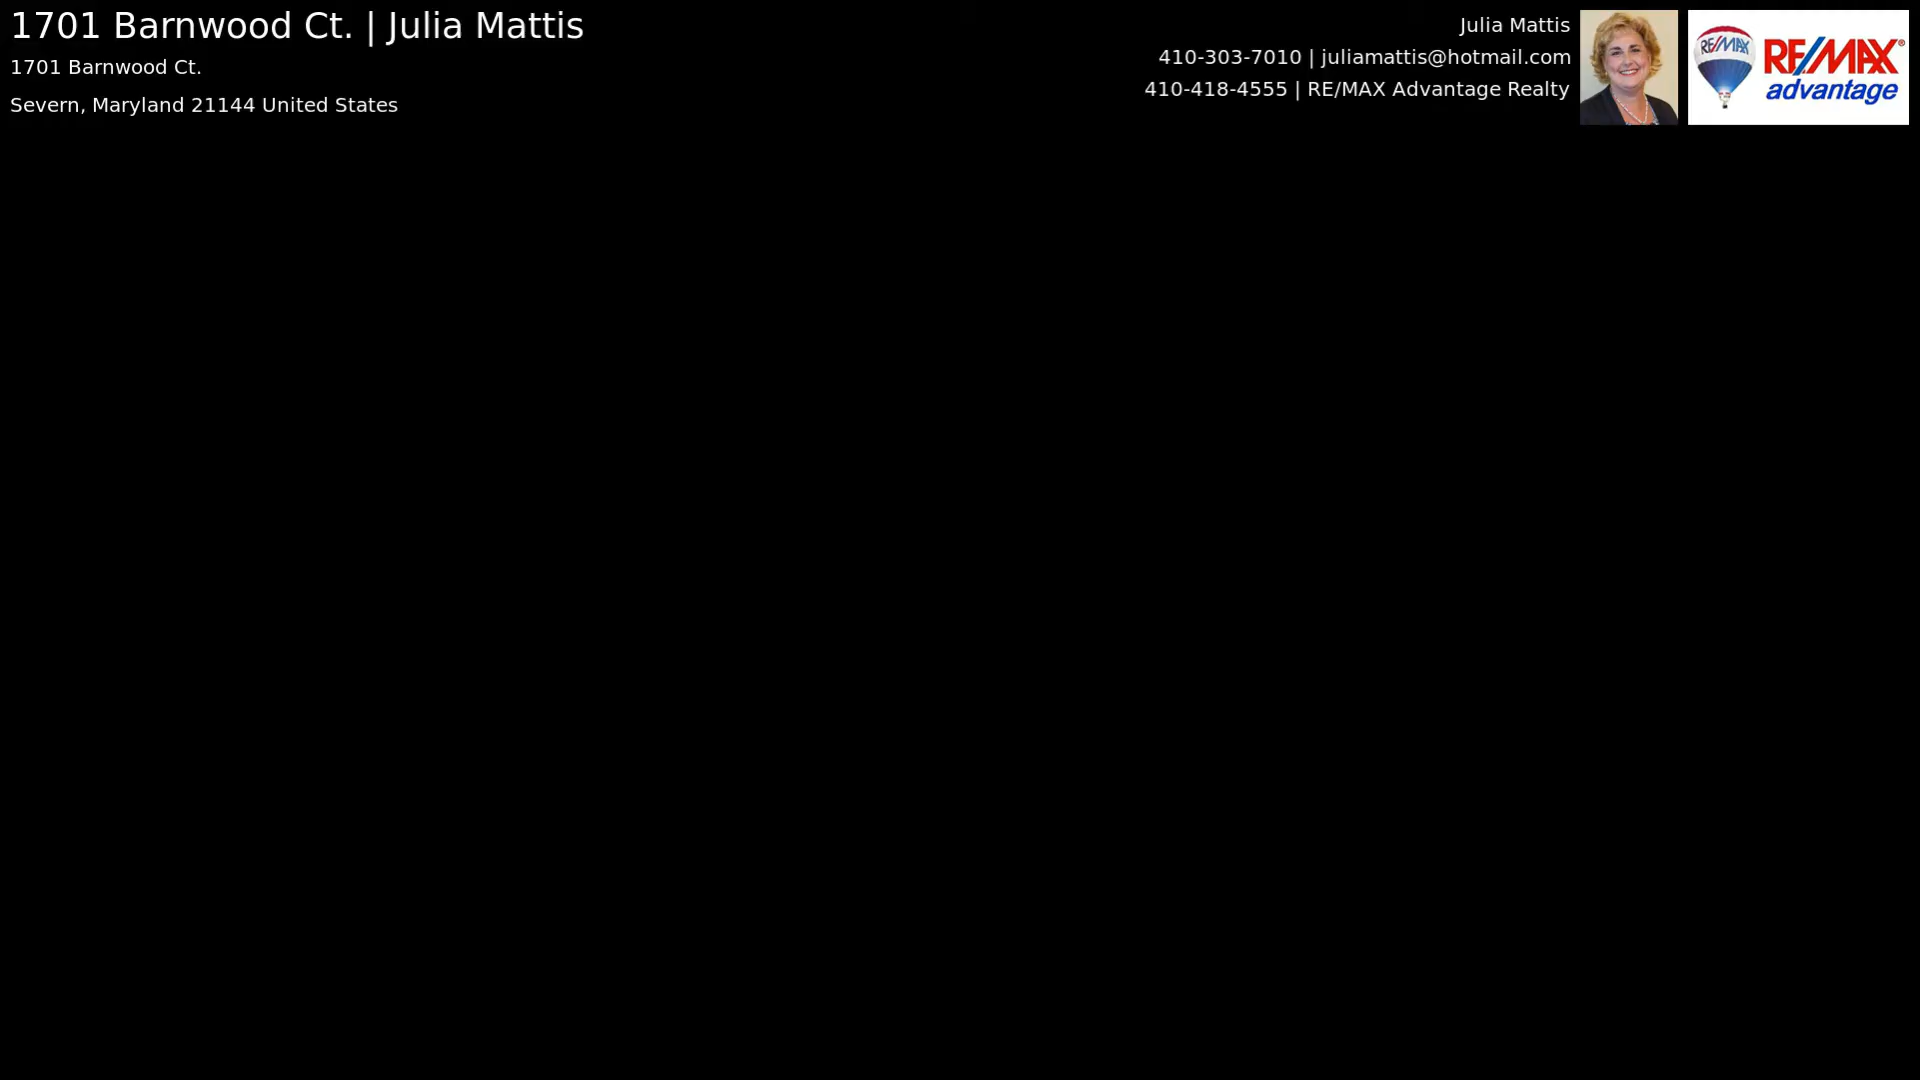 1701 Barnwood Ct. | Julia Mattis
1701 Barnwood Ct.
Severn, Maryland 21144 United States
Julia Mattis
410-303-7010 | juliamattis@hotmail.com
410-418-4555 | RE/MAX Advantage Realty
RE/MAX
RE/MAX®
advantage